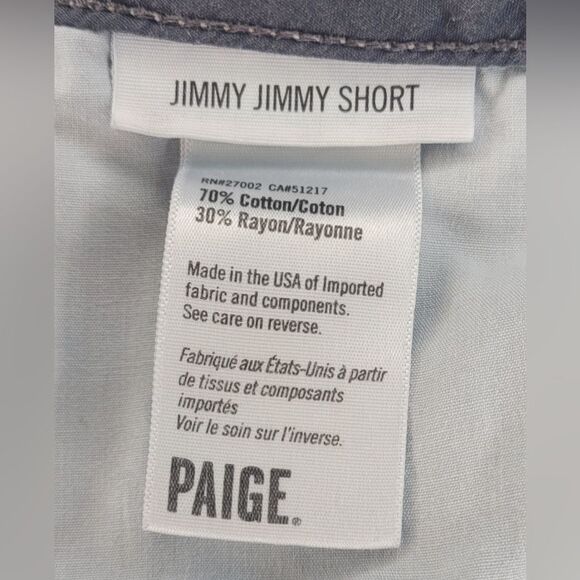 JIMMY JIMMY SHORT
RN#27002 CA#51217
70% Cotton/Coton
30% Rayon/Rayonne
Made in the USA of Imported
fabric and components.
See care on reverse.
Fabriqué aux États-Unis à partir
de tissus et composants
importés
Voir le soin sur l'inverse.
PAIGE®